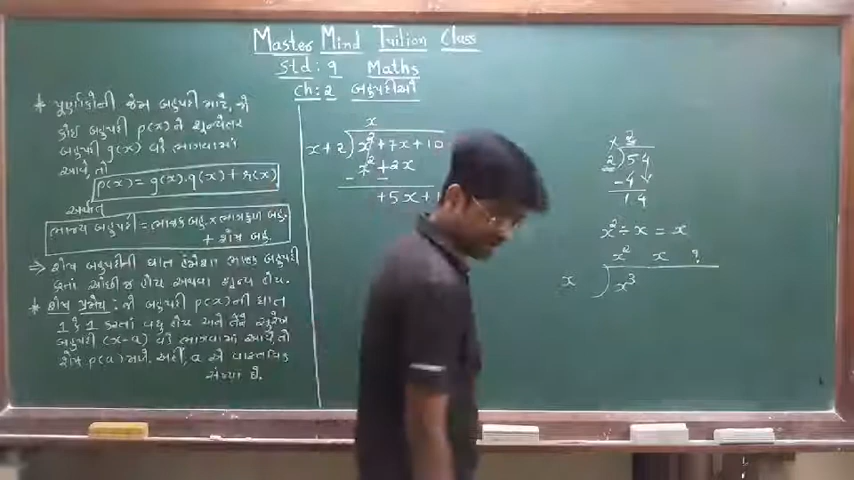 Master Mind Tuition Class
Std: 9 Maths
Ch: 2 બહુપદીઓ
* પૂર્ણાંકોની જેમ બહુપદી માટે, જો
કોઈ બહુપદી p(x) ને શૂન્યેતર
બહુપદી g(x) વડે ભાગવામાં
આવે, તો
p(x) = g(x).q(x) + r(x)
અર્થાત
ભાજ્ય બહુપદી = ભાજક બહુ. x ભાગફળ બહુ.
+ શેષ બહુ.
⇒ શેષ બહુપદીની ઘાત હંમેશા ભાજક બહુપદી
કરતાં ઓછી જ હોય અથવા શૂન્ય હોય.
* શેષ પ્રમેય: જો બહુપદી p(x) ની ઘાત
1 કે 1 કરતાં વધુ હોય અને તેને સુરેખ
બહુપદી (x-a) વડે ભાગવામાં આવે, તો
શેષ p(a) મળે. અહીં, a એ વાસ્તવિક
સંખ્યા છે.
x
x+2) x²+7x+10
x²+2x
- -
+5x+1
x 2
2) 54
-4
14
x² ÷ x = x
x² x ?
x ) x³